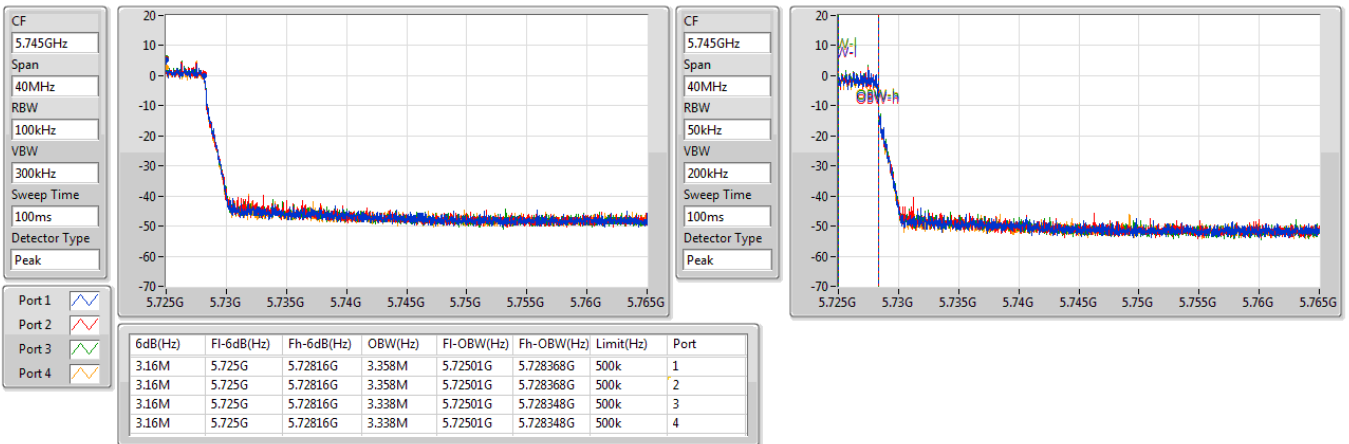 CF
5.745GHz
Span
40MHz
RBW
100kHz
VBW
300kHz
Sweep Time
100ms
Detector Type
Peak
20
10
0
-10
-20
-30
-40
-50
-60
-70
5.725G 5.73G 5.735G 5.74G 5.745G 5.75G 5.755G 5.76G 5.765G
CF
5.745GHz
Span
40MHz
RBW
50kHz
VBW
200kHz
Sweep Time
100ms
Detector Type
Peak
20
10
0
-10
-20
-30
-40
-50
-60
-70
OBW-h
5.725G 5.73G 5.735G 5.74G 5.745G 5.75G 5.755G 5.76G 5.765G
Port 1
Port 2
Port 3
Port 4
6dB(Hz) Fl-6dB(Hz) Fh-6dB(Hz) OBW(Hz) Fl-OBW(Hz) Fh-OBW(Hz) Limit(Hz) Port
3.16M 5.725G 5.72816G 3.358M 5.72501G 5.728368G 500k 1
3.16M 5.725G 5.72816G 3.358M 5.72501G 5.728368G 500k 2
3.16M 5.725G 5.72816G 3.338M 5.72501G 5.728348G 500k 3
3.16M 5.725G 5.72816G 3.338M 5.72501G 5.728348G 500k 4